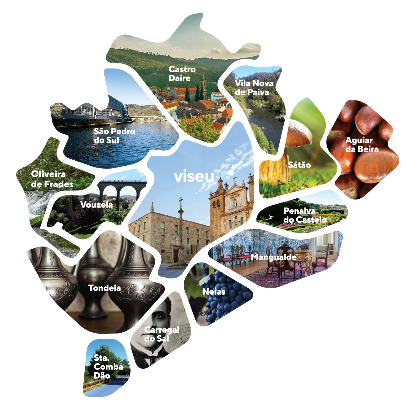 Castro
Daire
Vila Nova
de Paiva
São Pedro
do Sul
Aguiar
da Beira
Sátão
Oliveira
de Frades
viseu
Vouzela
Penalva
do Castelo
Mangualde
Tondela
Nelas
Carregal
do Sal
Sta.
Comba
Dão